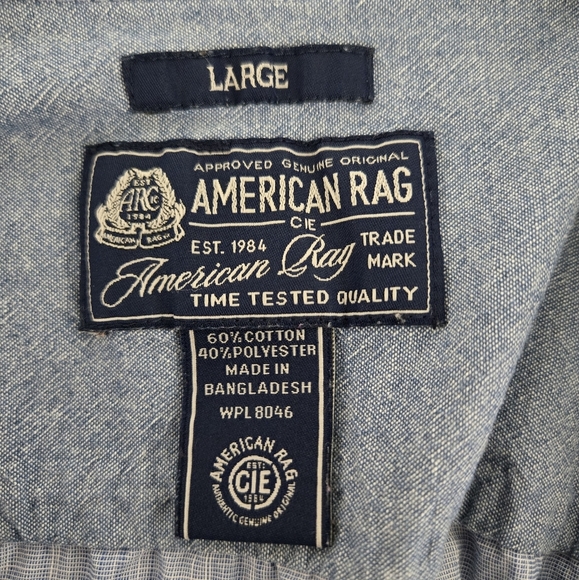 LARGE
APPROVED GENUINE ORIGINAL
AMERICAN RAG
CIE
EST. 1984
American Rag
TRADE
MARK
TIME TESTED QUALITY
EST
ARC
1984
AMERICAN RAG
60% COTTON
40% POLYESTER
MADE IN
BANGLADESH
WPL 8046
AMERICAN RAG
EST:
CIE
1984
AUTHENTIC GENUINE ORIGINAL